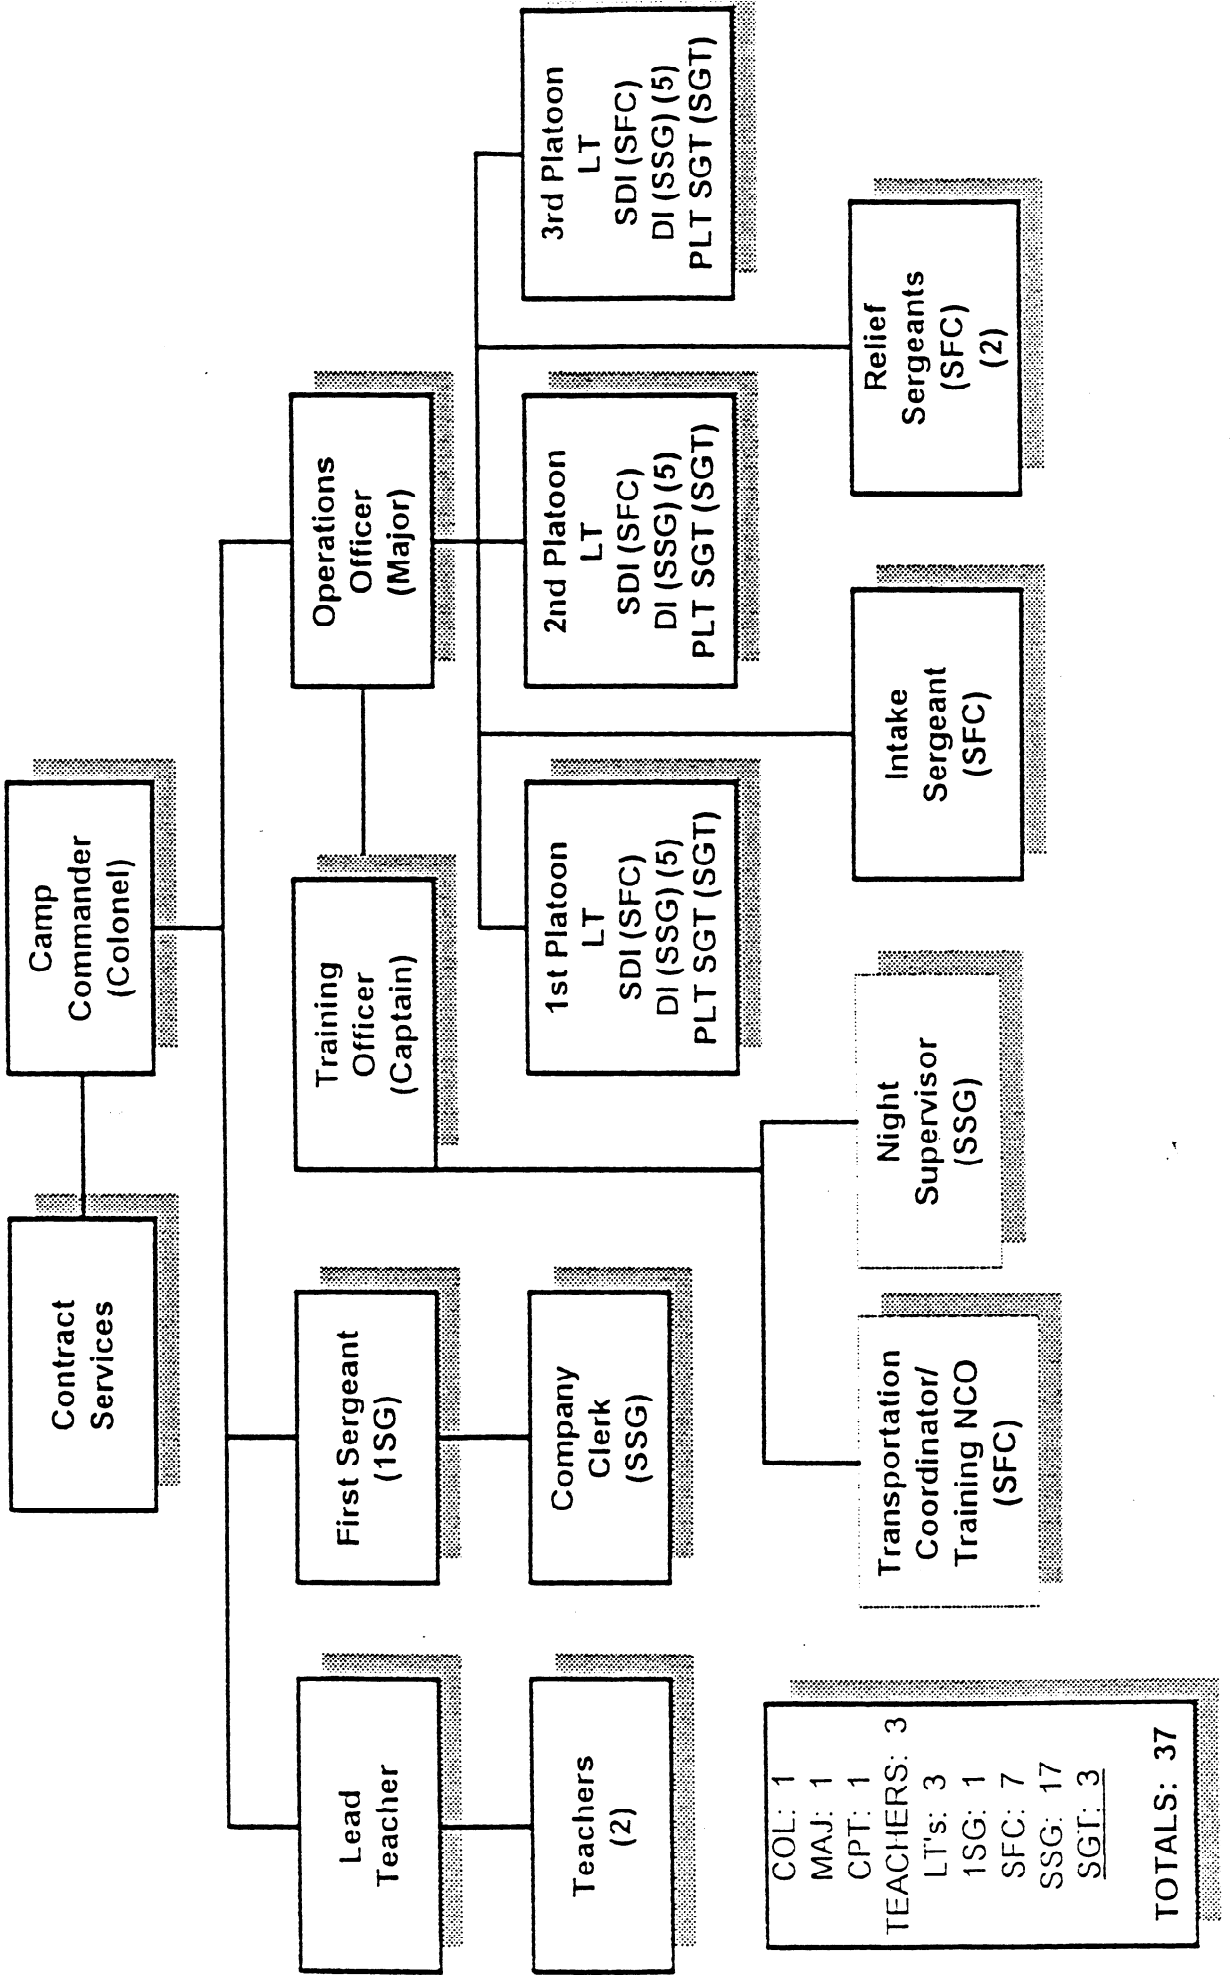 Contract
Services
Camp
Commander
(Colonel)
Lead
Teacher
First Sergeant
(1SG)
Training
Officer
(Captain)
Operations
Officer
(Major)
Teachers
(2)
Company
Clerk
(SSG)
1st Platoon
LT
SDI (SFC)
DI (SSG) (5)
PLT SGT (SGT)
2nd Platoon
LT
SDI (SFC)
DI (SSG) (5)
PLT SGT (SGT)
3rd Platoon
LT
SDI (SFC)
DI (SSG) (5)
PLT SGT (SGT)
Transportation
Coordinator/
Training NCO
(SFC)
Night
Supervisor
(SSG)
Intake
Sergeant
(SFC)
Relief
Sergeants
(SFC)
(2)
COL: 1
MAJ: 1
CPT: 1
TEACHERS: 3
LT's: 3
1SG: 1
SFC: 7
SSG: 17
SGT: 3
TOTALS: 37